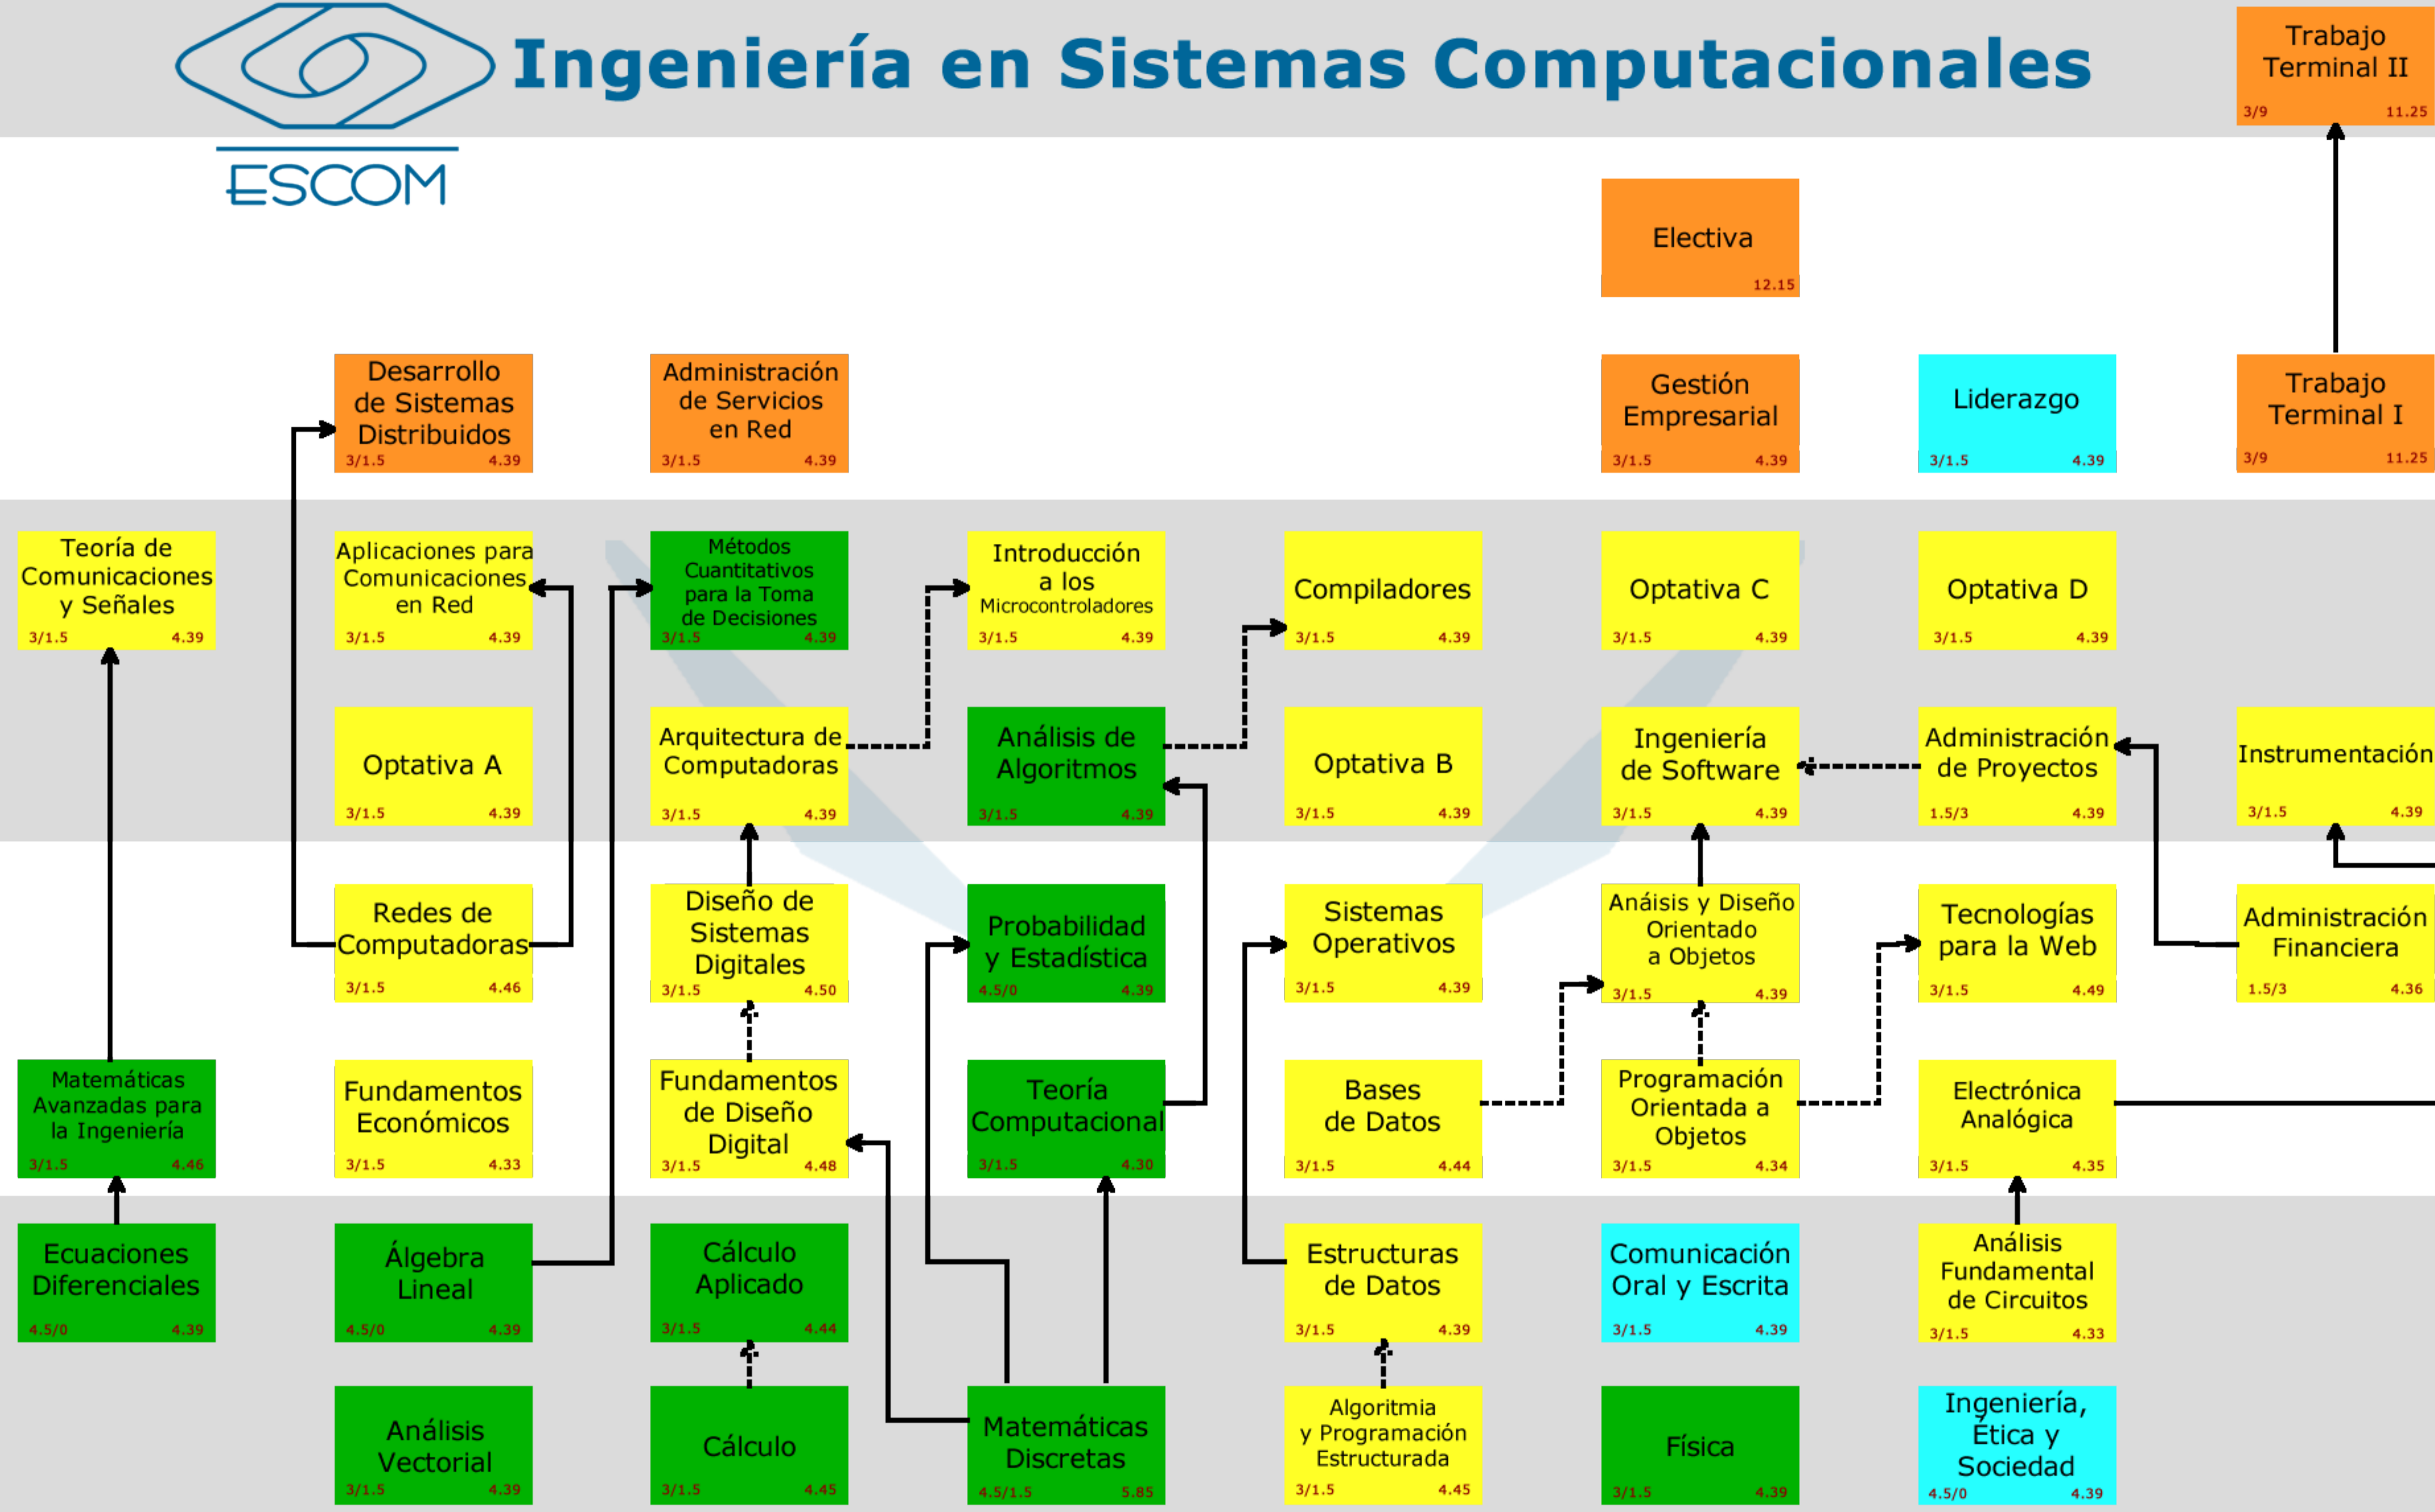 Ingeniería en Sistemas Computacionales
ESCOM
Trabajo
Terminal II
3/9 11.25
Electiva
12.15
Desarrollo
de Sistemas
Distribuidos
3/1.5 4.39
Administración
de Servicios
en Red
3/1.5 4.39
Gestión
Empresarial
3/1.5 4.39
Liderazgo
3/1.5 4.39
Trabajo
Terminal I
3/9 11.25
Teoría de
Comunicaciones
y Señales
3/1.5 4.39
Aplicaciones para
Comunicaciones
en Red
3/1.5 4.39
Métodos
Cuantitativos
para la Toma
de Decisiones
3/1.5 4.39
Introducción
a los
Microcontroladores
3/1.5 4.39
Compiladores
3/1.5 4.39
Optativa C
3/1.5 4.39
Optativa D
3/1.5 4.39
Optativa A
3/1.5 4.39
Arquitectura de
Computadoras
3/1.5 4.39
Análisis de
Algoritmos
3/1.5 4.39
Optativa B
3/1.5 4.39
Ingeniería
de Software
3/1.5 4.39
Administración
de Proyectos
1.5/3 4.39
Instrumentación
3/1.5 4.39
Redes de
Computadoras
3/1.5 4.46
Diseño de
Sistemas
Digitales
3/1.5 4.50
Probabilidad
y Estadística
4.5/0 4.39
Sistemas
Operativos
3/1.5 4.39
Anáisis y Diseño
Orientado
a Objetos
3/1.5 4.39
Tecnologías
para la Web
3/1.5 4.49
Administración
Financiera
1.5/3 4.36
Matemáticas
Avanzadas para
la Ingeniería
3/1.5 4.46
Fundamentos
Económicos
3/1.5 4.33
Fundamentos
de Diseño
Digital
3/1.5 4.48
Teoría
Computacional
3/1.5 4.30
Bases
de Datos
3/1.5 4.44
Programación
Orientada a
Objetos
3/1.5 4.34
Electrónica
Analógica
3/1.5 4.35
Ecuaciones
Diferenciales
4.5/0 4.39
Álgebra
Lineal
4.5/0 4.39
Cálculo
Aplicado
3/1.5 4.44
Estructuras
de Datos
3/1.5 4.39
Comunicación
Oral y Escrita
3/1.5 4.39
Análisis
Fundamental
de Circuitos
3/1.5 4.33
Análisis
Vectorial
3/1.5 4.39
Cálculo
3/1.5 4.45
Matemáticas
Discretas
4.5/1.5 5.85
Algoritmia
y Programación
Estructurada
3/1.5 4.45
Física
3/1.5 4.39
Ingeniería,
Ética y
Sociedad
4.5/0 4.39